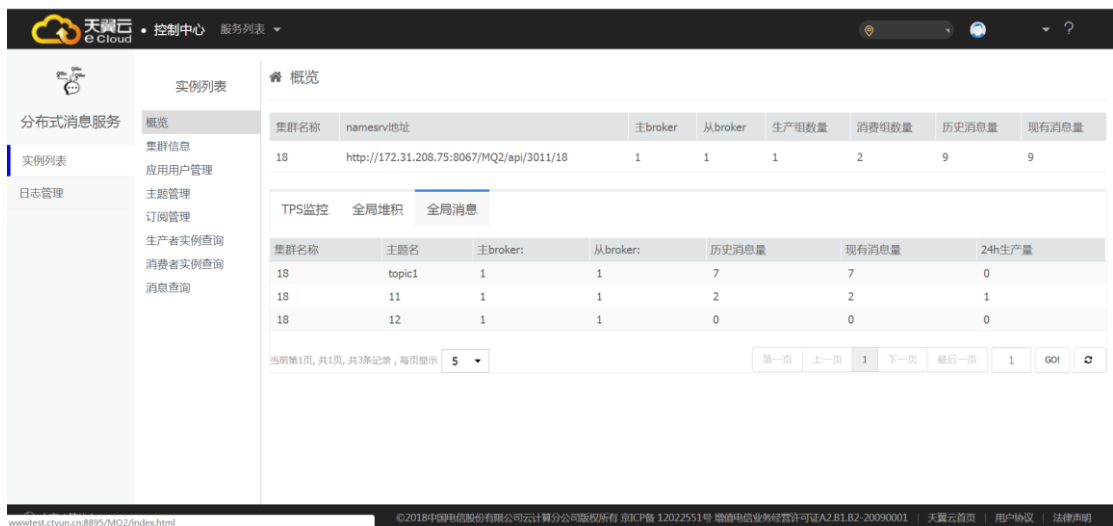 天翼云 e Cloud • 控制中心 服务列表 ?
分布式消息服务
实例列表
日志管理
实例列表
概览
集群信息
应用用户管理
主题管理
订阅管理
生产者实例查询
消费者实例查询
消息查询
概览
集群名称 namesrv地址 主broker 从broker 生产组数量 消费组数量 历史消息量 现有消息量
18 http://172.31.208.75:8067/MQ2/api/3011/18 1 1 1 2 9 9
TPS监控 全局堆积 全局消息
集群名称 主题名 主broker: 从broker: 历史消息量 现有消息量 24h生产量
18 topic1 1 1 7 7 0
18 11 1 1 2 2 1
18 12 1 1 0 0 0
当前第1页, 共1页, 共3条记录 , 每页显示 5 第一页 上一页 1 下一页 最后一页 1 GO!
©2018中国电信股份有限公司云计算分公司版权所有 京ICP备 12022551号 增值电信业务经营许可证A2.B1.B2-20090001 | 天翼云首页 | 用户协议 | 法律声明
wwwtest.ctyun.cn:8895/MQ2/index.html